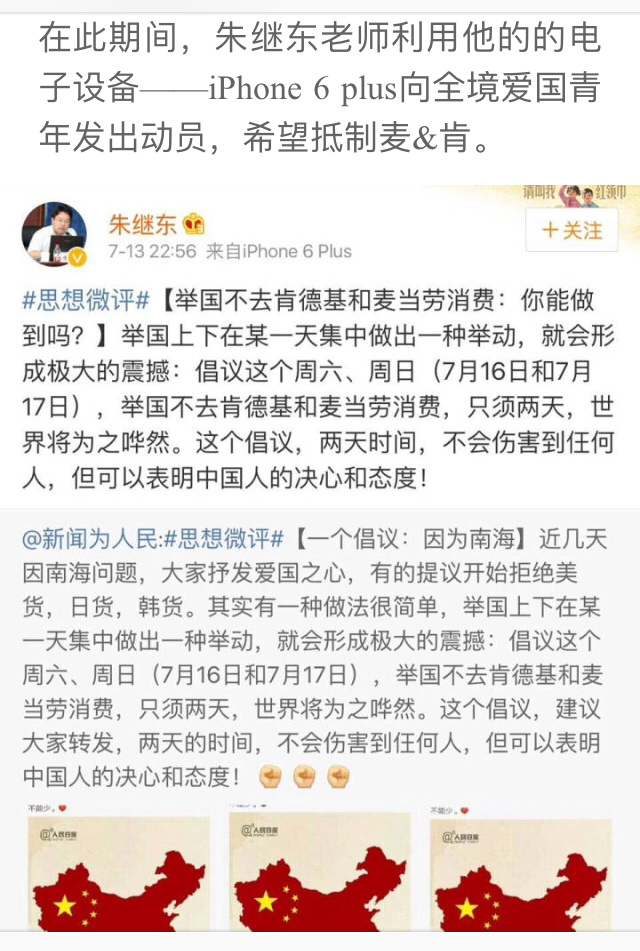 在此期间，朱继东老师利用他的的电
子设备——iPhone 6 plus向全境爱国青
年发出动员，希望抵制麦&肯。
请叫我
红领巾
朱继东
7-13 22:56 来自iPhone 6 Plus
＋关注
#思想微评#【举国不去肯德基和麦当劳消费：你能做
到吗？】举国上下在某一天集中做出一种举动，就会形
成极大的震撼：倡议这个周六、周日（7月16日和7月
17日），举国不去肯德基和麦当劳消费，只须两天，世
界将为之哗然。这个倡议，两天时间，不会伤害到任何
人，但可以表明中国人的决心和态度！
@新闻为人民:#思想微评#【一个倡议：因为南海】近几天
因南海问题，大家抒发爱国之心，有的提议开始拒绝美
货，日货，韩货。其实有一种做法很简单，举国上下在某
一天集中做出一种举动，就会形成极大的震撼：倡议这个
周六、周日（7月16日和7月17日），举国不去肯德基和麦
当劳消费，只须两天，世界将为之哗然。这个倡议，建议
大家转发，两天的时间，不会伤害到任何人，但可以表明
中国人的决心和态度！✊✊✊
不能少。❤
不能少。❤
@人民日报
@人民日报
@人民日报